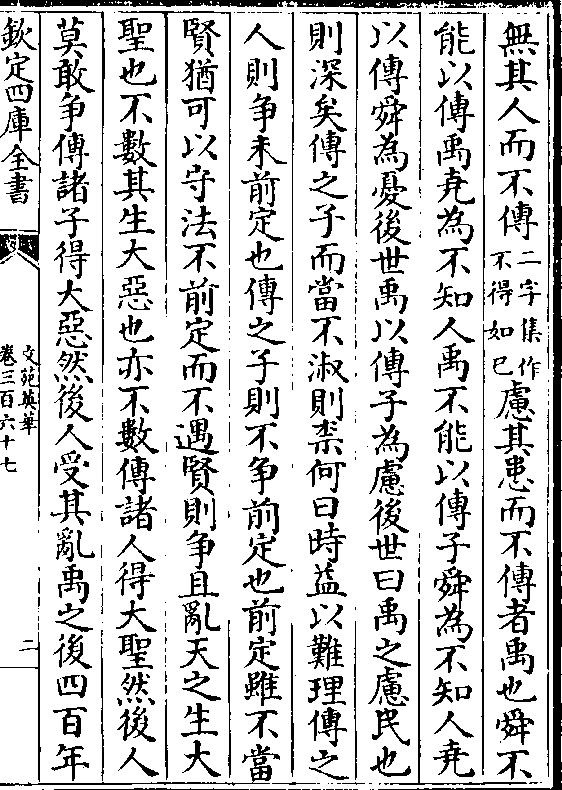 無其人而不傳二字集作不得如已慮其患而不傳者禹也舜不
能以傳禹堯為不知人禹不能以傳子舜為不知人堯
以傳舜為憂後世禹以傳子為慮後世曰禹之慮民也
則深矣傳之子而當不淑則柰何曰時益以難理傳之
人則争未前定也傳之子則不争前定也前定雖不當
賢猶可以守法不前定而不遇賢則争且亂天之生大
聖也不數其生大惡也亦不數傳諸人得大聖然後人
莫敢争傳諸子得大惡然後人受其亂禹之後四百年
欽定四庫全書
文苑英華
卷三百六十七
二